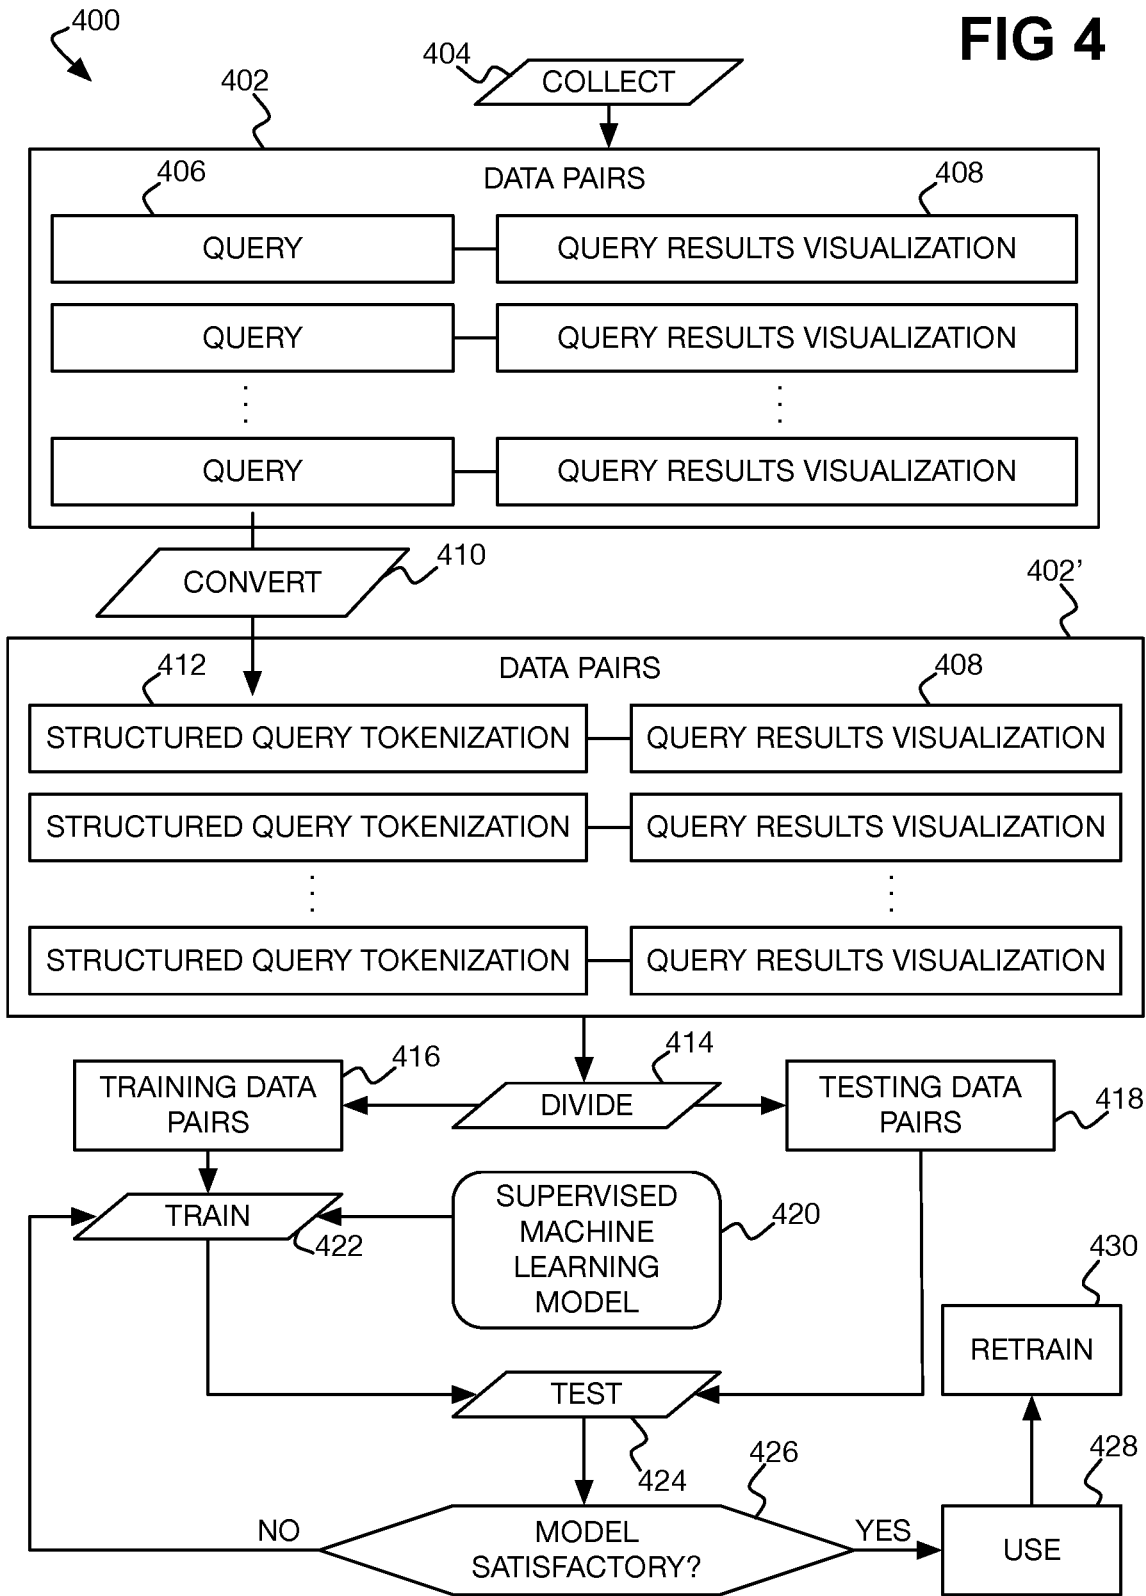 400
FIG 4
404
COLLECT
402
DATA PAIRS
406
408
QUERY
QUERY RESULTS VISUALIZATION
QUERY
QUERY RESULTS VISUALIZATION
QUERY
QUERY RESULTS VISUALIZATION
CONVERT
410
402’
DATA PAIRS
412
408
STRUCTURED QUERY TOKENIZATION
QUERY RESULTS VISUALIZATION
STRUCTURED QUERY TOKENIZATION
QUERY RESULTS VISUALIZATION
STRUCTURED QUERY TOKENIZATION
QUERY RESULTS VISUALIZATION
TRAINING DATA
PAIRS
416
DIVIDE
414
TESTING DATA
PAIRS
418
TRAIN
422
SUPERVISED
MACHINE
LEARNING
MODEL
420
430
RETRAIN
TEST
424
426
428
NO
MODEL
SATISFACTORY?
YES
USE